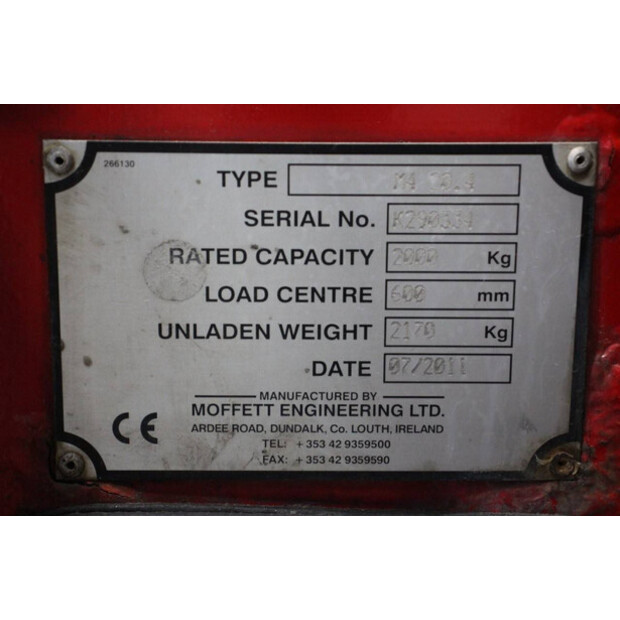 266130
TYPE M4
SERIAL No.
RATED CAPACITY 2000 Kg
LOAD CENTRE 600 mm
UNLADEN WEIGHT 2170 Kg
DATE 07/2011
MANUFACTURED BY
MOFFETT ENGINEERING LTD.
ARDEE ROAD, DUNDALK, Co. LOUTH, IRELAND
TEL: +353 42 9359500
FAX: +353 42 9359590
CE